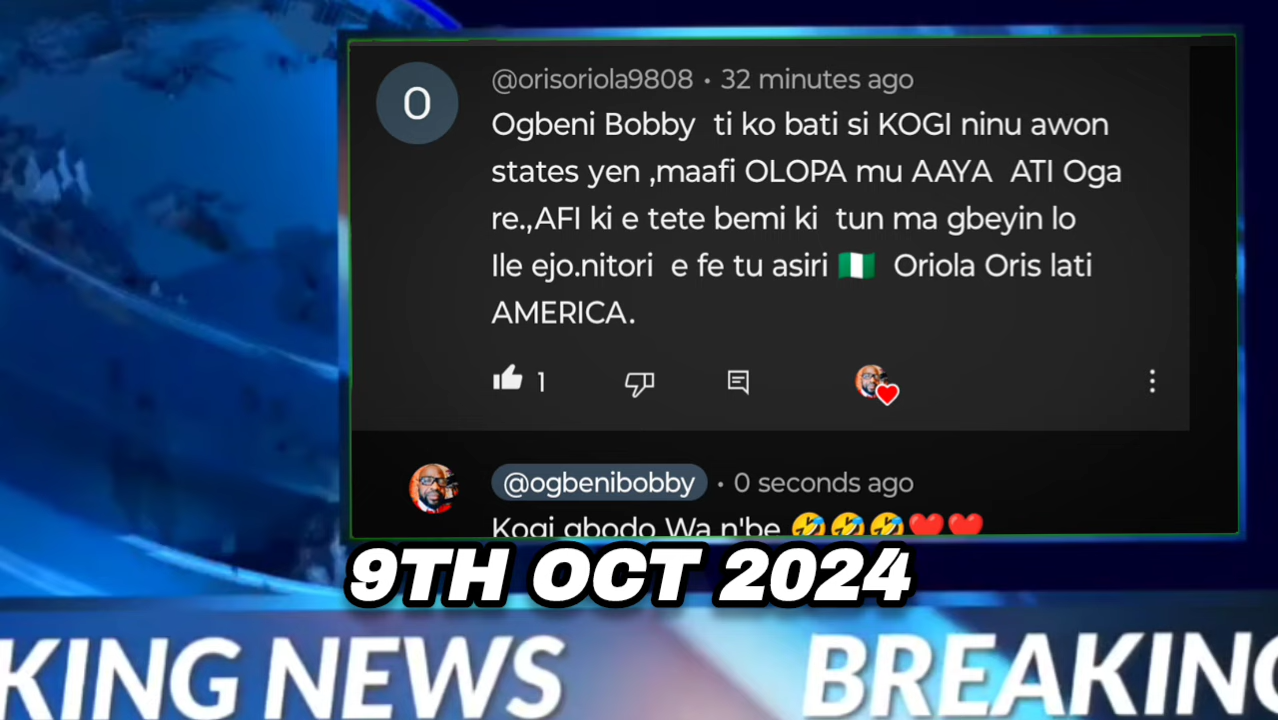 O
@orisoriola9808 • 32 minutes ago
Ogbeni Bobby ti ko bati si KOGI ninu awon
states yen ,maafi OLOPA mu AAYA ATI Oga
re.,AFI ki e tete bemi ki tun ma gbeyin lo
Ile ejo.nitori e fe tu asiri 🇳🇬 Oriola Oris lati
AMERICA.
1
@ogbenibobby • 0 seconds ago
Kogi gbodo Wa n'be 🤣🤣🤣❤️❤️
9TH OCT 2024
KING NEWS BREAKING